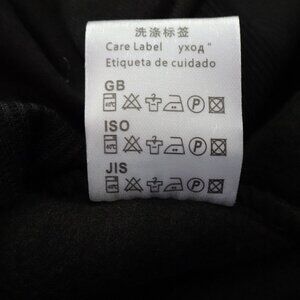 洗涤标签
Care Label уход "
Etiqueta de cuidado
GB
P
ISO
P
JIS
P